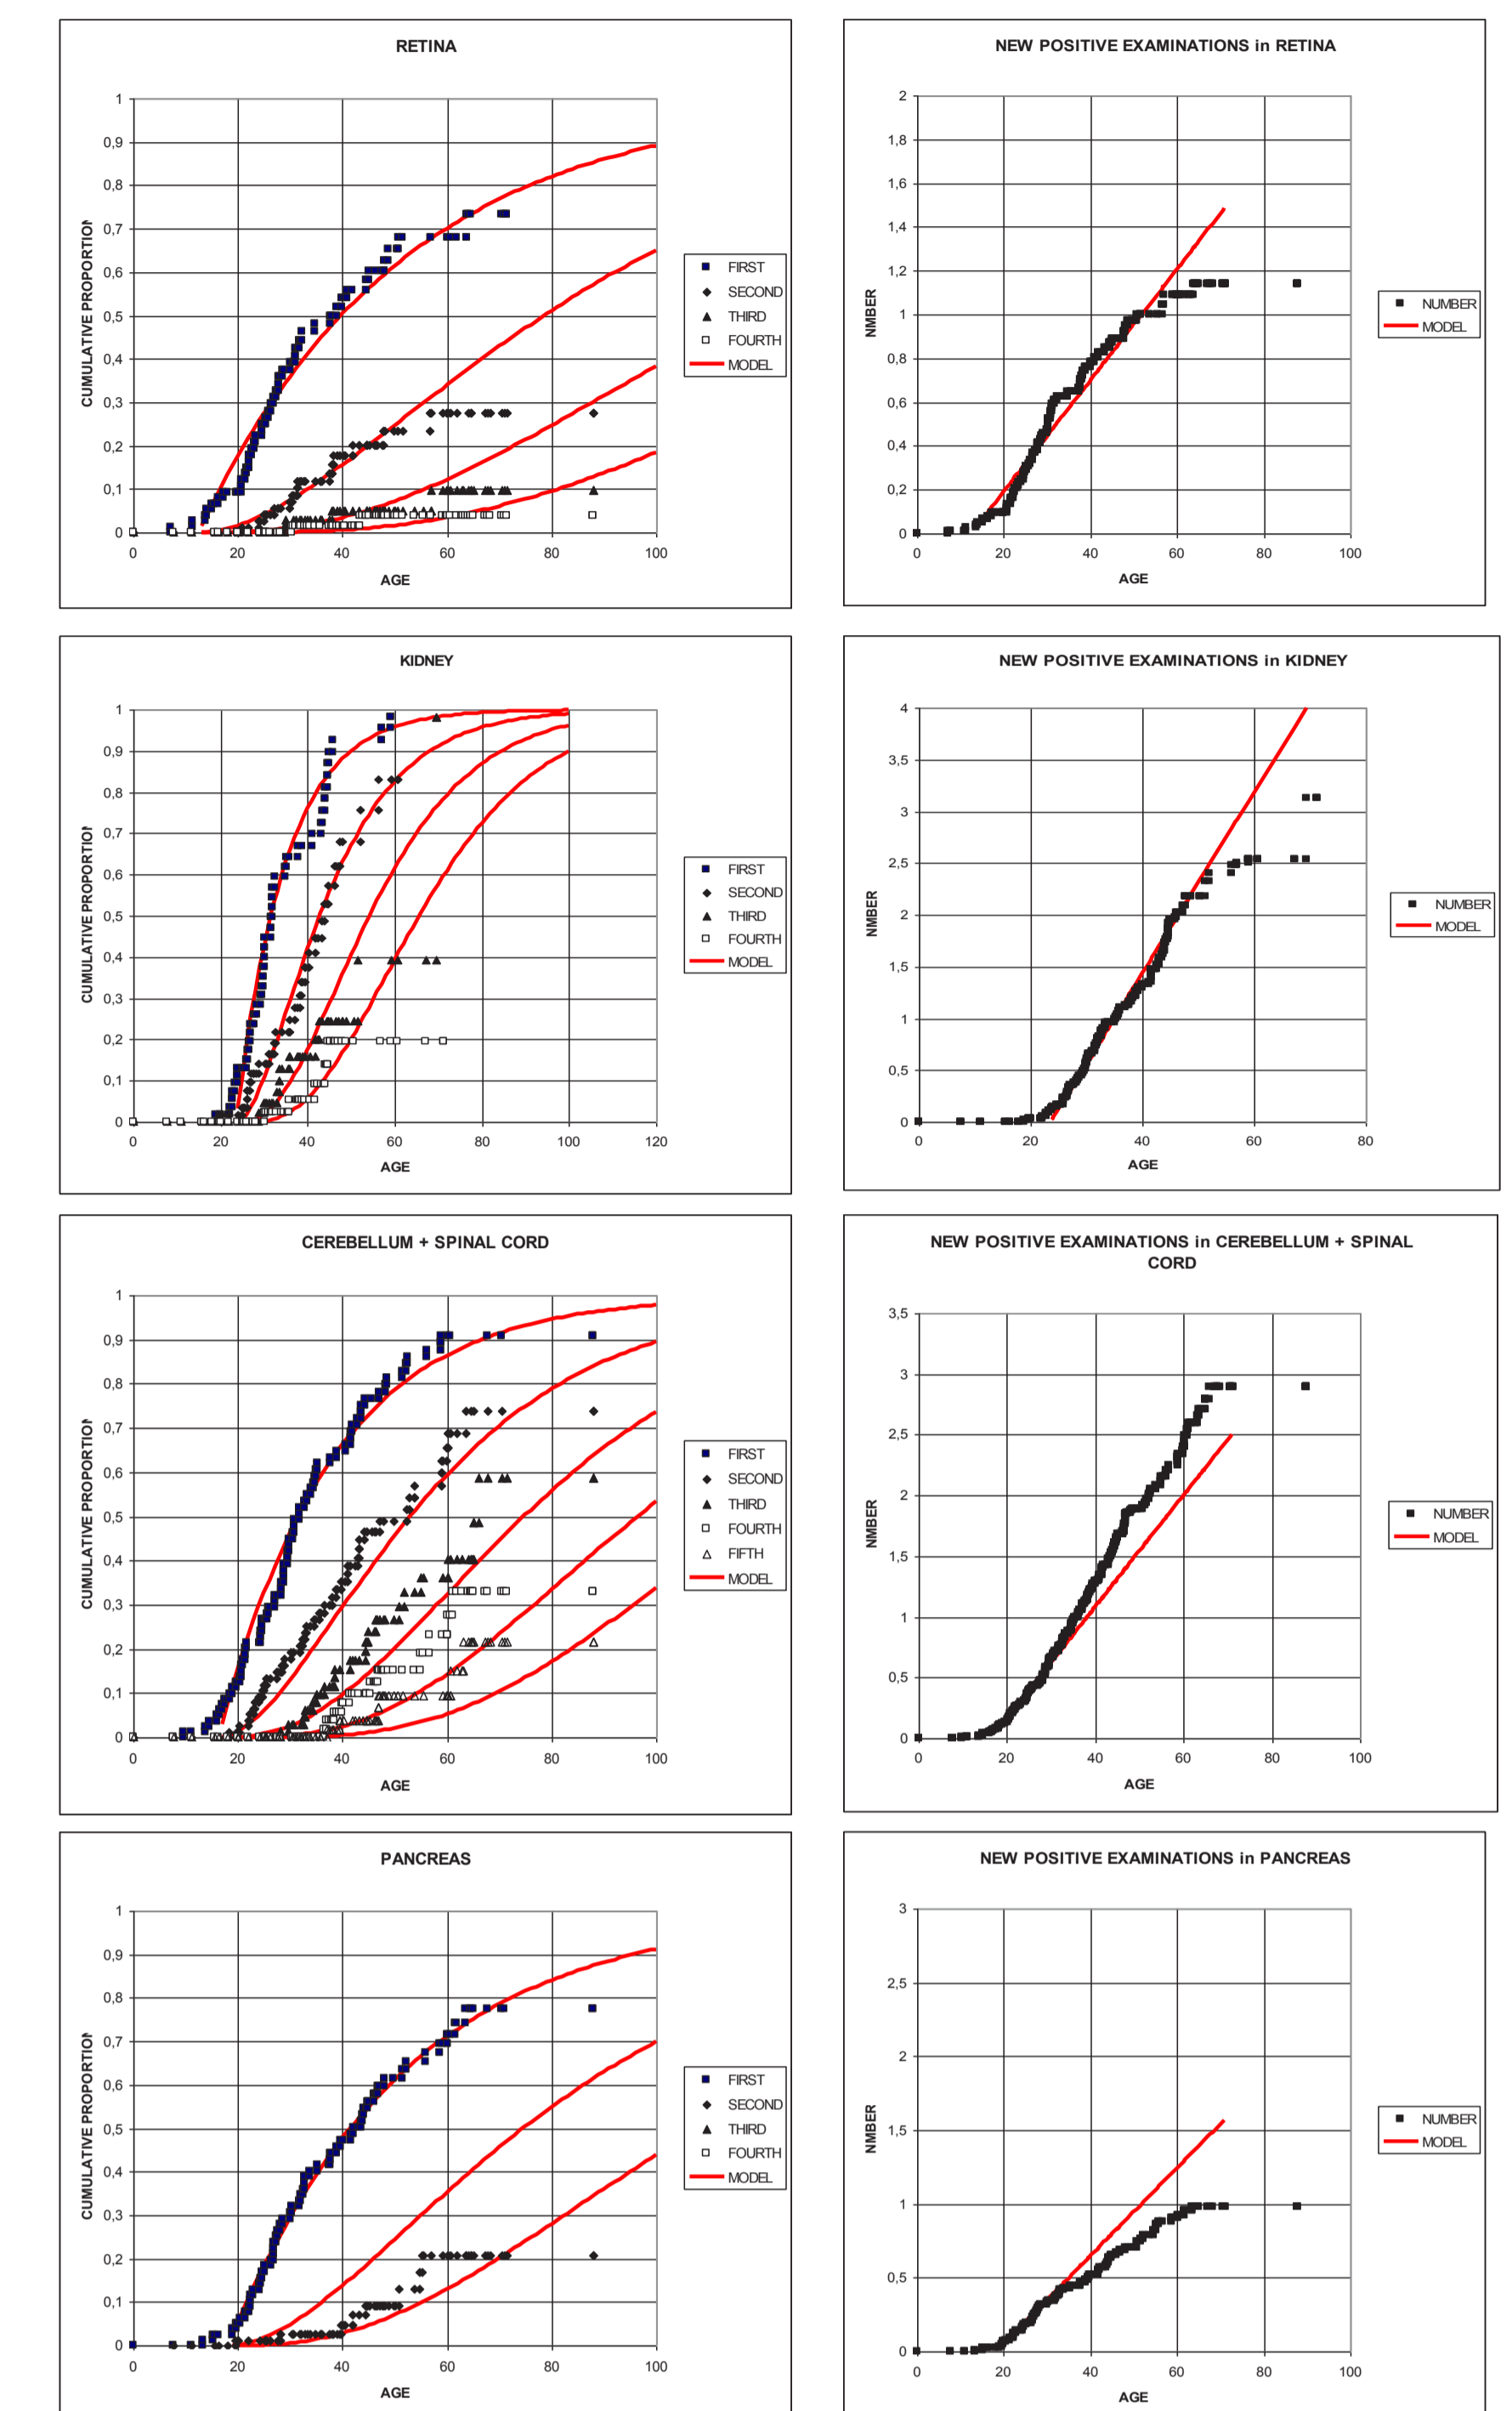 RETINA
1
0,9
0,8
0,7
0,6
0,5
0,4
0,3
0,2
0,1
0
0 20 40 60 80 100
CUMULATIVE PROPORTION
AGE
FIRST
SECOND
THIRD
FOURTH
MODEL
NEW POSITIVE EXAMINATIONS in RETINA
2
1,8
1,6
1,4
1,2
1
0,8
0,6
0,4
0,2
0
0 20 40 60 80 100
NMBER
AGE
NUMBER
MODEL
KIDNEY
1
0,9
0,8
0,7
0,6
0,5
0,4
0,3
0,2
0,1
0
0 20 40 60 80 100 120
CUMULATIVE PROPORTION
AGE
FIRST
SECOND
THIRD
FOURTH
MODEL
NEW POSITIVE EXAMINATIONS in KIDNEY
4
3,5
3
2,5
2
1,5
1
0,5
0
0 20 40 60 80
NMBER
AGE
NUMBER
MODEL
CEREBELLUM + SPINAL CORD
1
0,9
0,8
0,7
0,6
0,5
0,4
0,3
0,2
0,1
0
0 20 40 60 80 100
CUMULATIVE PROPORTION
AGE
FIRST
SECOND
THIRD
FOURTH
FIFTH
MODEL
NEW POSITIVE EXAMINATIONS in CEREBELLUM + SPINAL
CORD
3,5
3
2,5
2
1,5
1
0,5
0
0 20 40 60 80 100
NMBER
AGE
NUMBER
MODEL
PANCREAS
1
0,9
0,8
0,7
0,6
0,5
0,4
0,3
0,2
0,1
0
0 20 40 60 80 100
CUMULATIVE PROPORTION
AGE
FIRST
SECOND
THIRD
FOURTH
MODEL
NEW POSITIVE EXAMINATIONS in PANCREAS
3
2,5
2
1,5
1
0,5
0
0 20 40 60 80 100
NMBER
AGE
NUMBER
MODEL